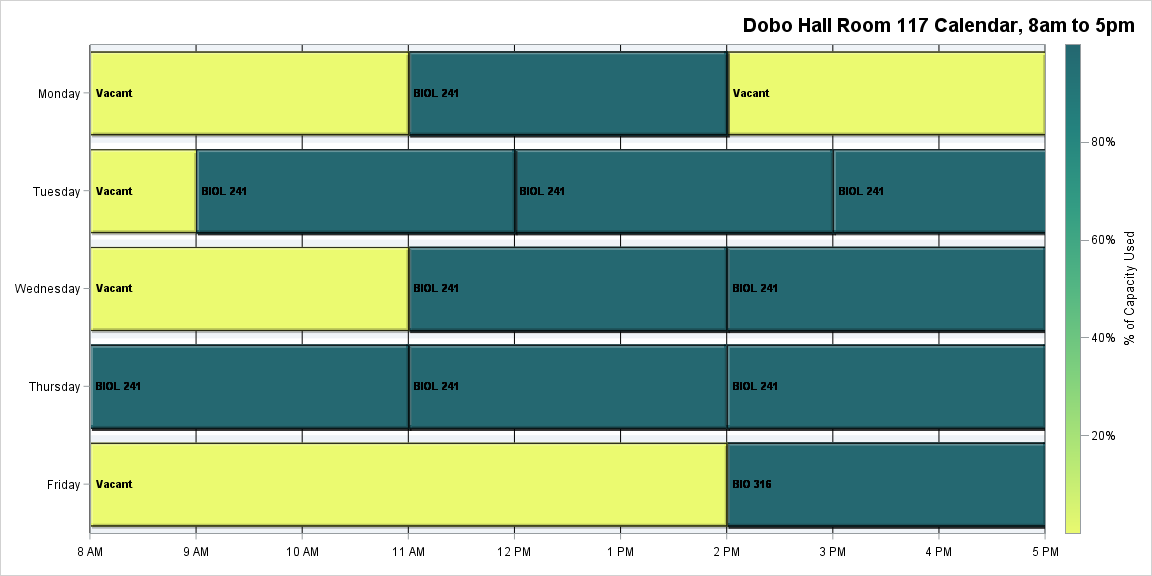 Dobo Hall Room 117 Calendar, 8am to 5pm
Monday
Vacant
BIOL 241
Vacant
Tuesday
Vacant
BIOL 241
BIOL 241
BIOL 241
Wednesday
Vacant
BIOL 241
BIOL 241
Thursday
BIOL 241
BIOL 241
BIOL 241
Friday
Vacant
BIO 316
8 AM
9 AM
10 AM
11 AM
12 PM
1 PM
2 PM
3 PM
4 PM
5 PM
80%
60%
40%
20%
% of Capacity Used